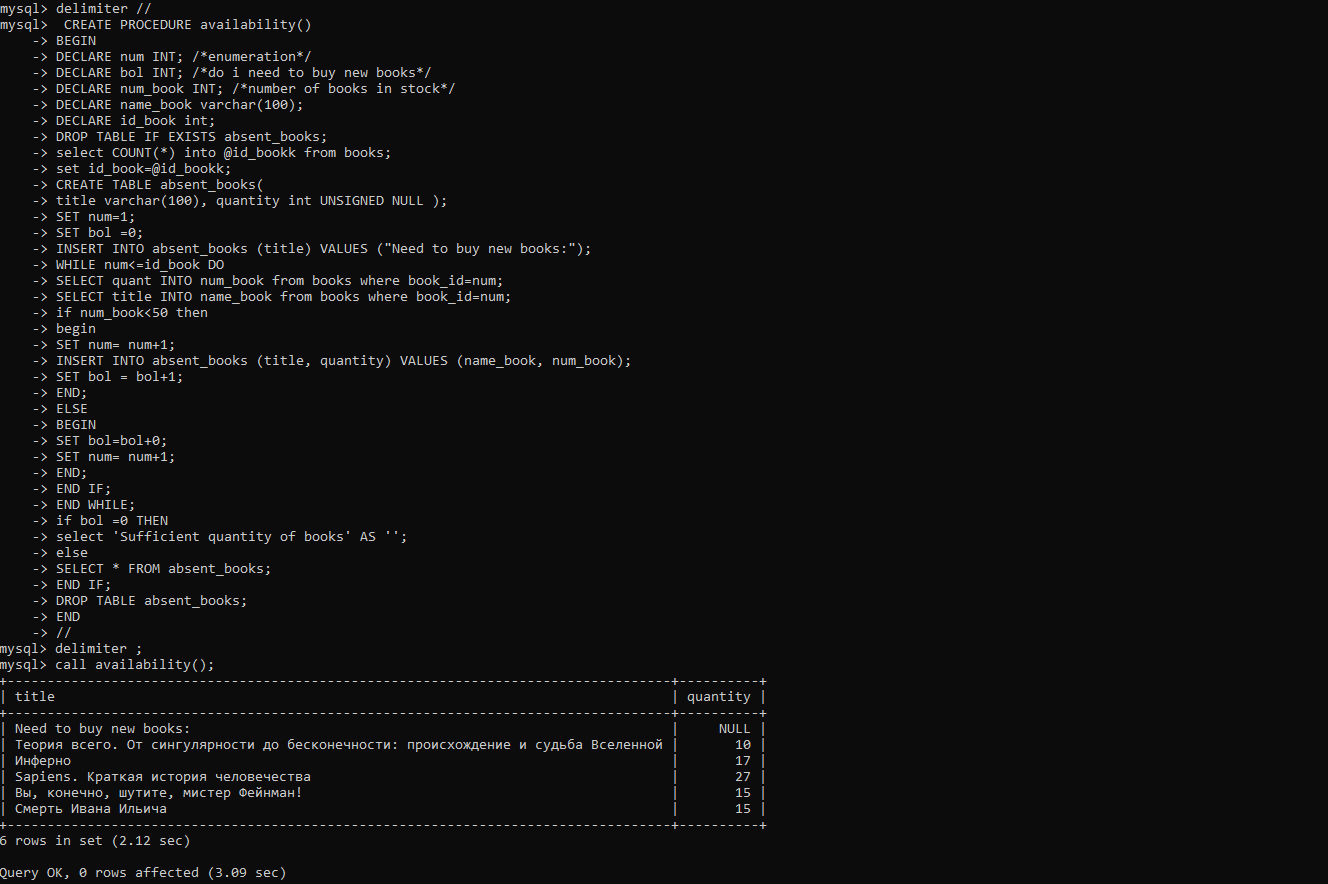 mysql> delimiter //
mysql>  CREATE PROCEDURE availability()
    -> BEGIN
    -> DECLARE num INT; /*enumeration*/
    -> DECLARE bol INT; /*do i need to buy new books*/
    -> DECLARE num_book INT; /*number of books in stock*/
    -> DECLARE name_book varchar(100);
    -> DECLARE id_book int;
    -> DROP TABLE IF EXISTS absent_books;
    -> select COUNT(*) into @id_bookk from books;
    -> set id_book=@id_bookk;
    -> CREATE TABLE absent_books(
    -> title varchar(100), quantity int UNSIGNED NULL );
    -> SET num=1;
    -> SET bol =0;
    -> INSERT INTO absent_books (title) VALUES ("Need to buy new books:");
    -> WHILE num<=id_book DO
    -> SELECT quant INTO num_book from books where book_id=num;
    -> SELECT title INTO name_book from books where book_id=num;
    -> if num_book<50 then
    -> begin
    -> SET num= num+1;
    -> INSERT INTO absent_books (title, quantity) VALUES (name_book, num_book);
    -> SET bol = bol+1;
    -> END;
    -> ELSE
    -> BEGIN
    -> SET bol=bol+0;
    -> SET num= num+1;
    -> END;
    -> END IF;
    -> END WHILE;
    -> if bol =0 THEN
    -> select 'Sufficient quantity of books' AS '';
    -> else
    -> SELECT * FROM absent_books;
    -> END IF;
    -> DROP TABLE absent_books;
    -> END
    -> //
mysql> delimiter ;
mysql> call availability();
+-----------------------------------------------------------------------------------+----------+
| title                                                                             | quantity |
+-----------------------------------------------------------------------------------+----------+
| Need to buy new books:                                                            |     NULL |
| Теория всего. От сингулярности до бесконечности: происхождение и судьба Вселенной |       10 |
| Инферно                                                                           |       17 |
| Sapiens. Краткая история человечества                                             |       27 |
| Вы, конечно, шутите, мистер Фейнман!                                              |       15 |
| Смерть Ивана Ильича                                                               |       15 |
+-----------------------------------------------------------------------------------+----------+
6 rows in set (2.12 sec)
Query OK, 0 rows affected (3.09 sec)